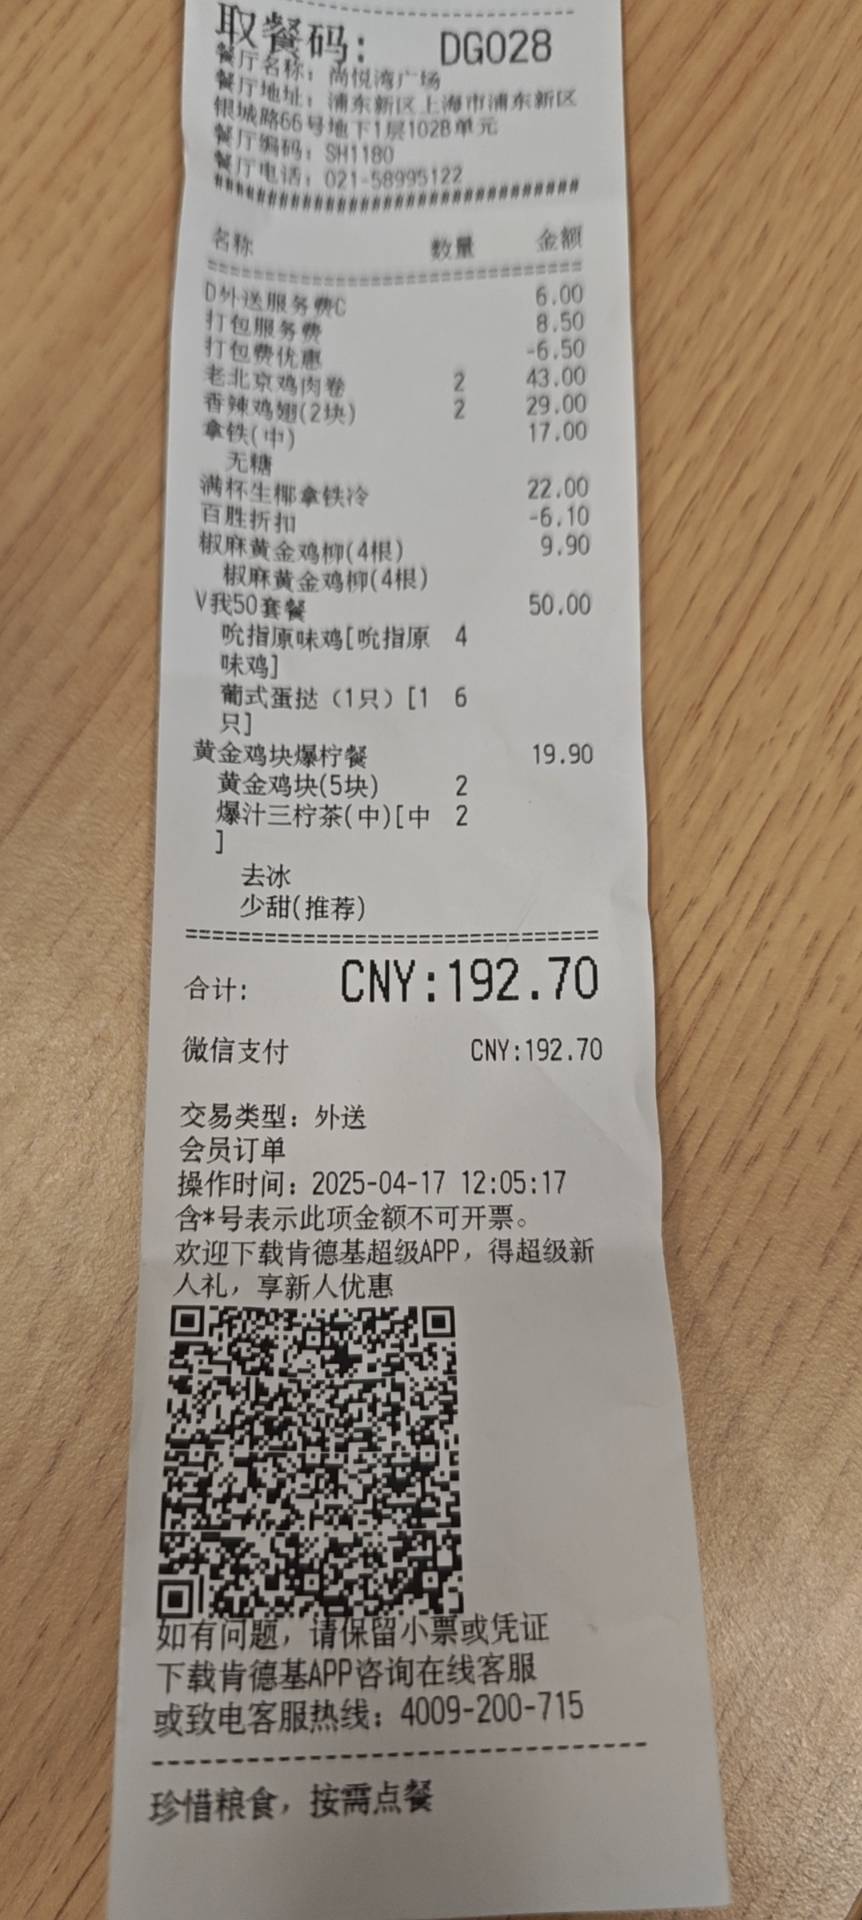 取餐码： DG028
餐厅名称：尚悦湾广场
餐厅地址：浦东新区上海市浦东新区
银城路66号地下1层102B单元
餐厅编码：SH1180
餐厅电话：021-58995122
################################
名称 数量 金额
================================
D外送服务费C 6.00
打包服务费 8.50
打包费优惠 -6.50
老北京鸡肉卷 2 43.00
香辣鸡翅(2块) 2 29.00
拿铁(中) 17.00
无糖
满杯生椰拿铁冷 22.00
百胜折扣 -6.10
椒麻黄金鸡柳(4根) 9.90
椒麻黄金鸡柳(4根)
V我50套餐 50.00
吮指原味鸡[吮指原 4
味鸡]
葡式蛋挞（1只）[1 6
只]
黄金鸡块爆柠餐 19.90
黄金鸡块(5块) 2
爆汁三柠茶(中)[中 2
]
去冰
少甜(推荐)
================================
合计: CNY:192.70
微信支付 CNY:192.70
交易类型：外送
会员订单
操作时间：2025-04-17 12:05:17
含*号表示此项金额不可开票。
欢迎下载肯德基超级APP，得超级新
人礼，享新人优惠
如有问题，请保留小票或凭证
下载肯德基APP咨询在线客服
或致电客服热线：4009-200-715
--------------------------------
珍惜粮食，按需点餐